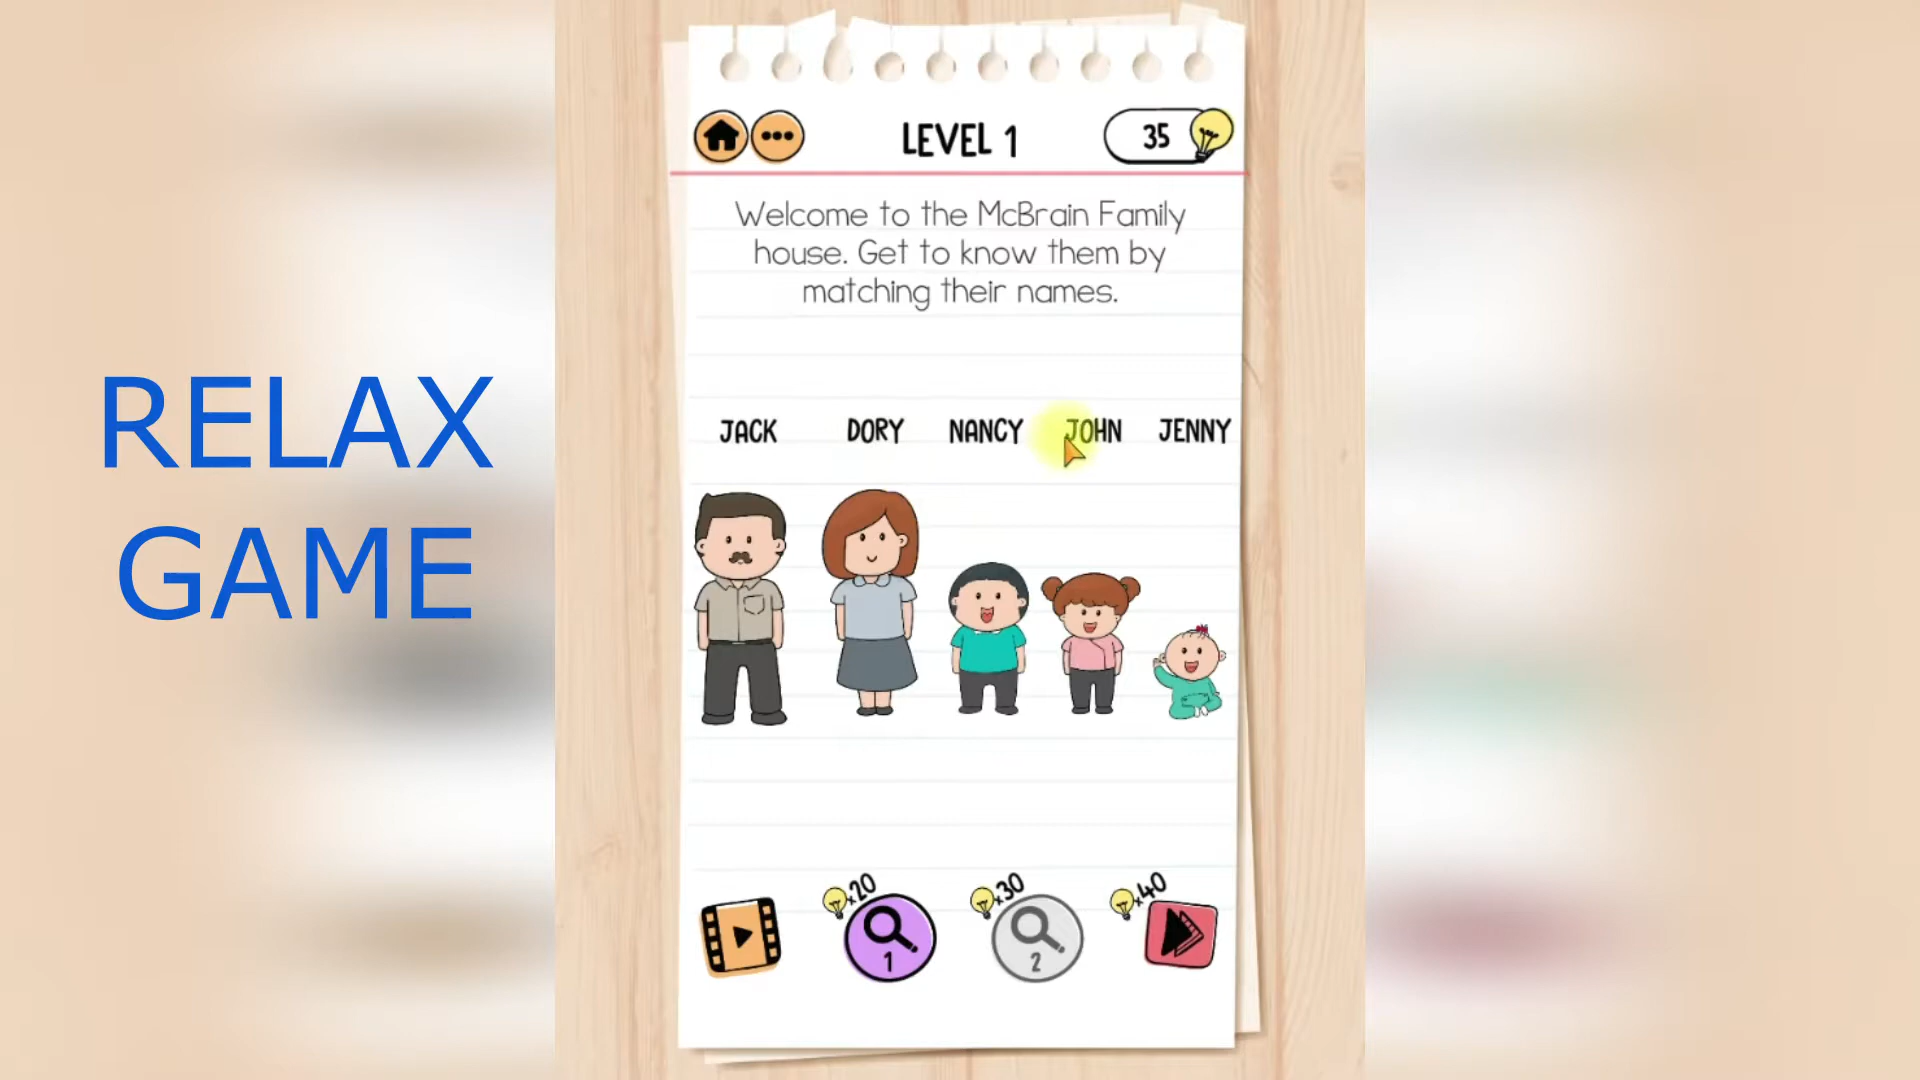 LEVEL 1
35
Welcome to the McBrain Family
house. Get to know them by
matching their names.
RELAX
GAME
JACK DORY NANCY JOHN JENNY
x20 x30 x40
1 2